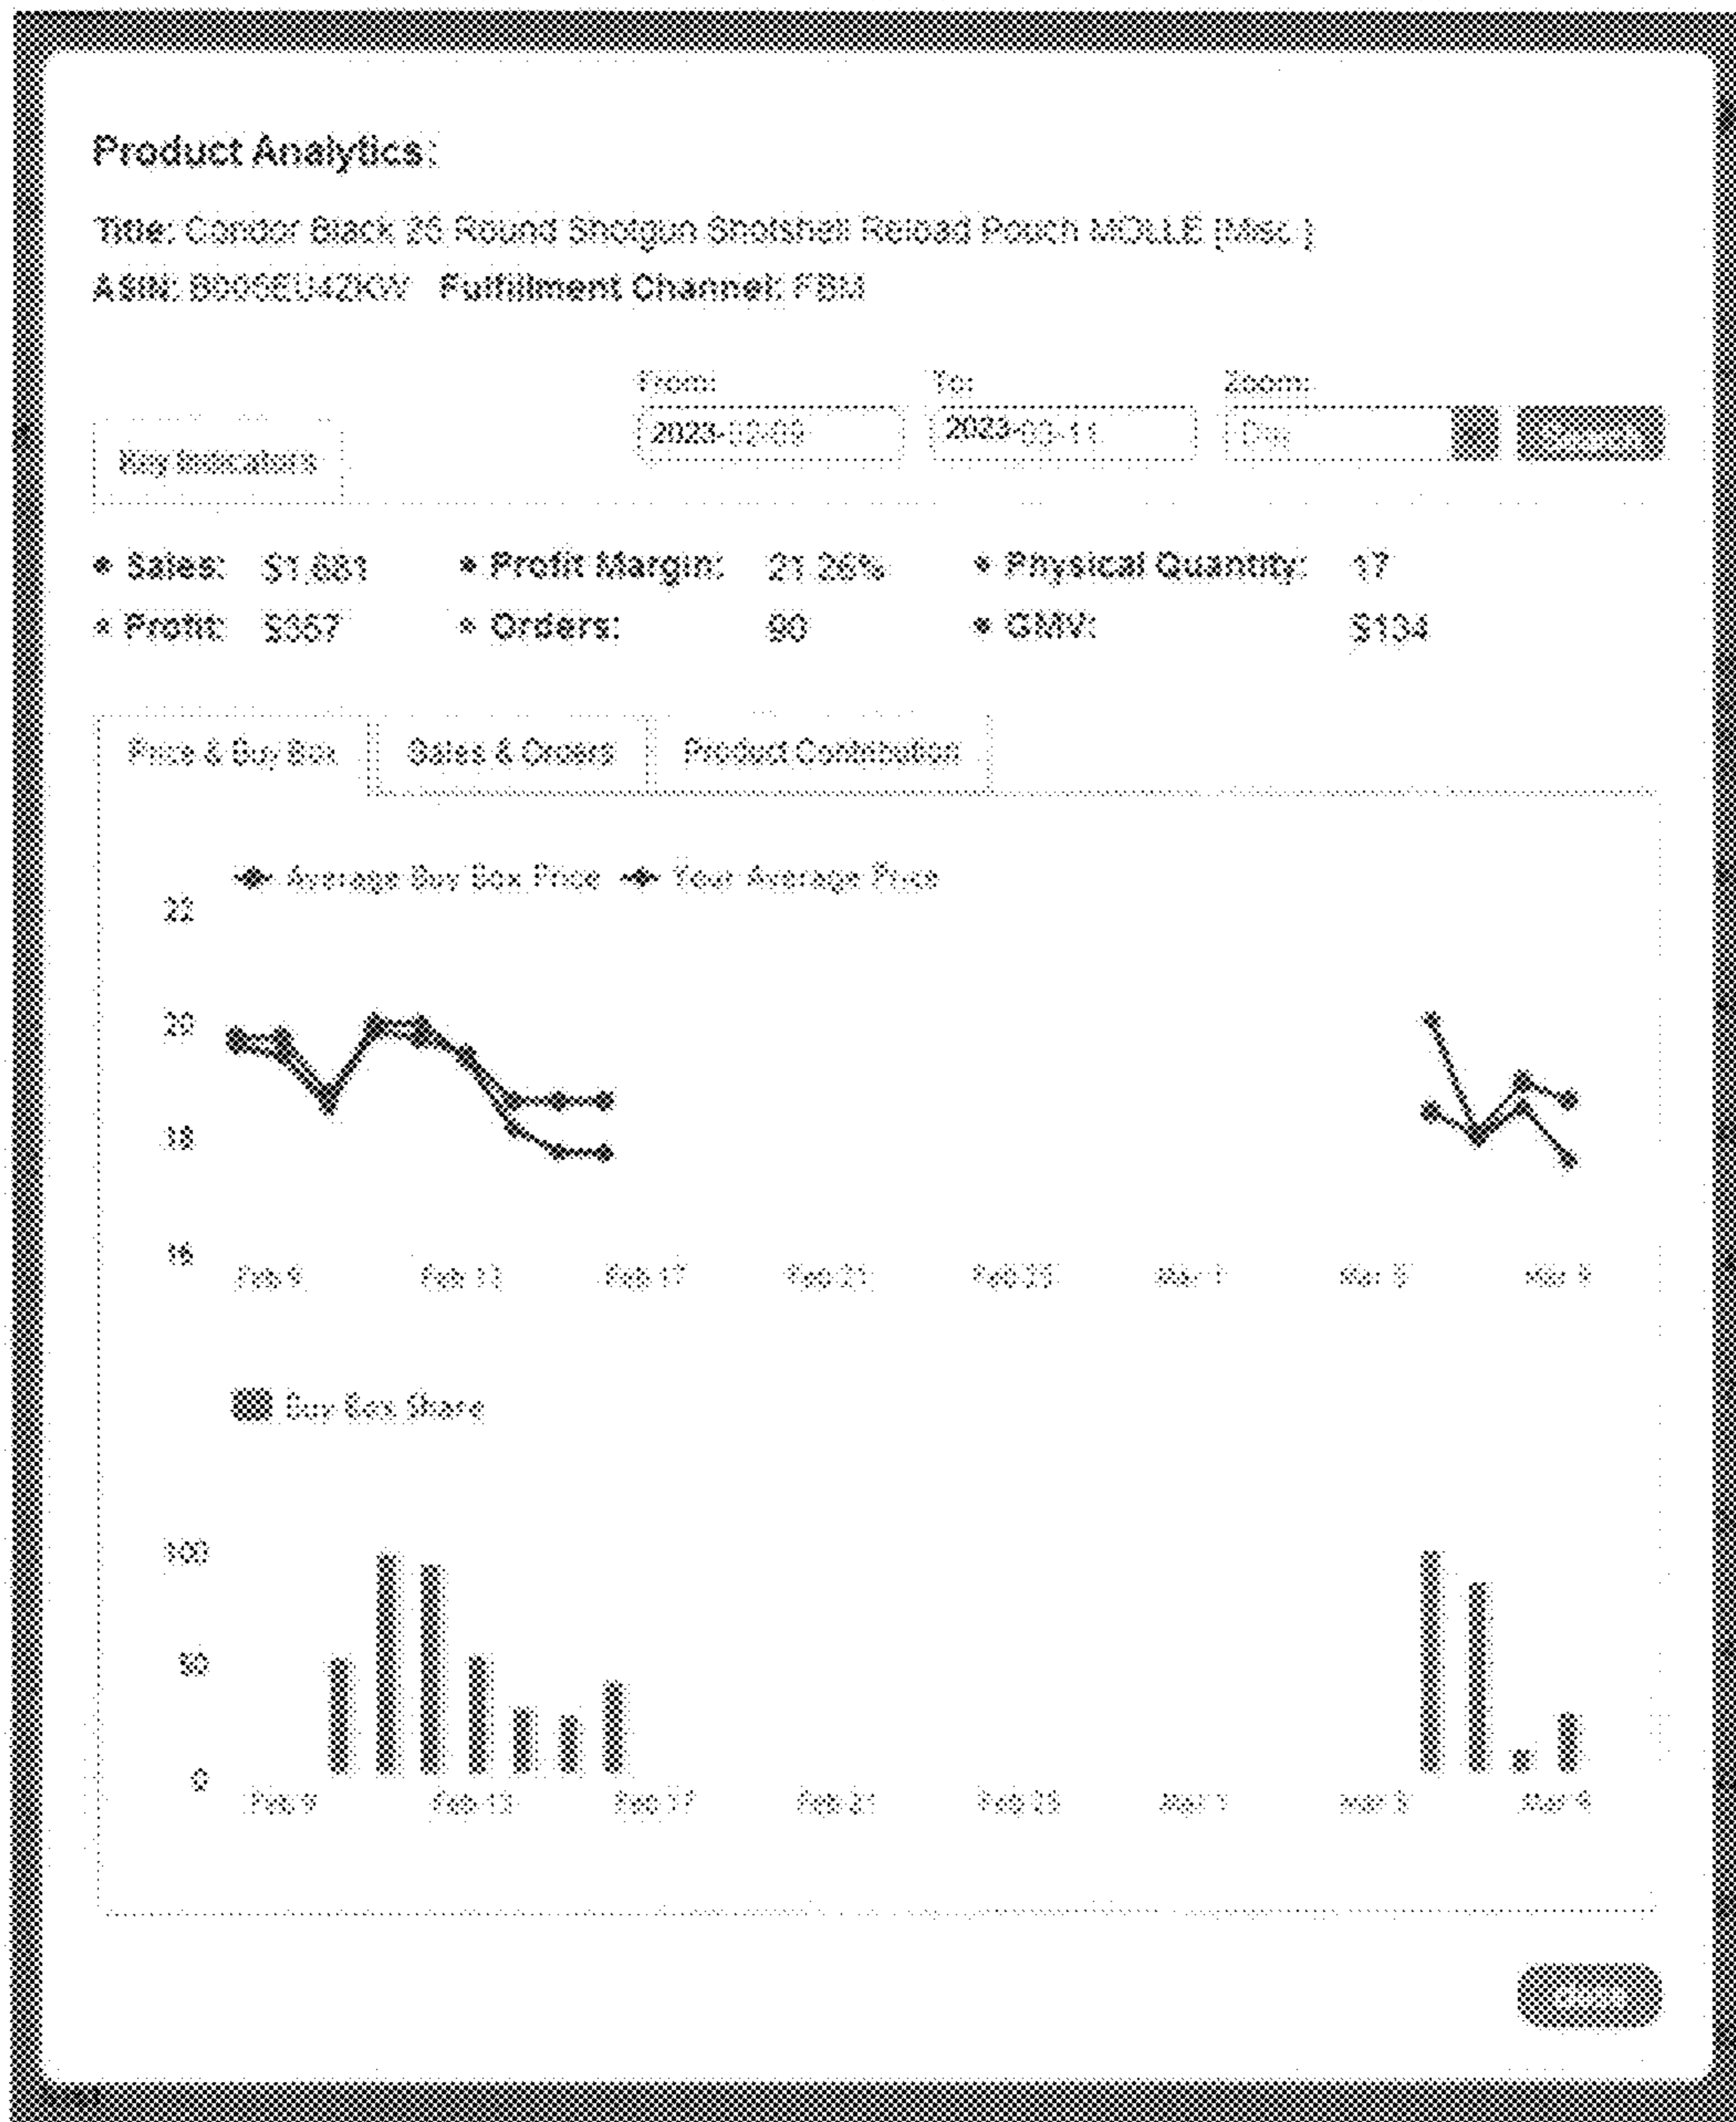 Product Analytics:
Title: Condor Black 25 Round Shotgun Shotshell Reload Pouch MOLLE [Misc.]
ASIN: Fulfillment Channel: FBM
From: To: Zoom:
Key Indicators 2023-02-09 2023-03-11 Day
• Sales: $1,681 • Profit Margin: 21.26% • Physical Quantity: 17
• Profit: $357 • Orders: 90 • GMV: $134
Price & Buy Box Sales & Orders Product Contribution
Average Buy Box Price Your Average Price
22
20
18
16
Feb 9 Feb 13 Feb 17 Feb 21 Feb 25 Mar 1 Mar 5 Mar 9
Buy Box Share
100
50
0
Feb 9 Feb 13 Feb 17 Feb 21 Feb 25 Mar 1 Mar 5 Mar 9